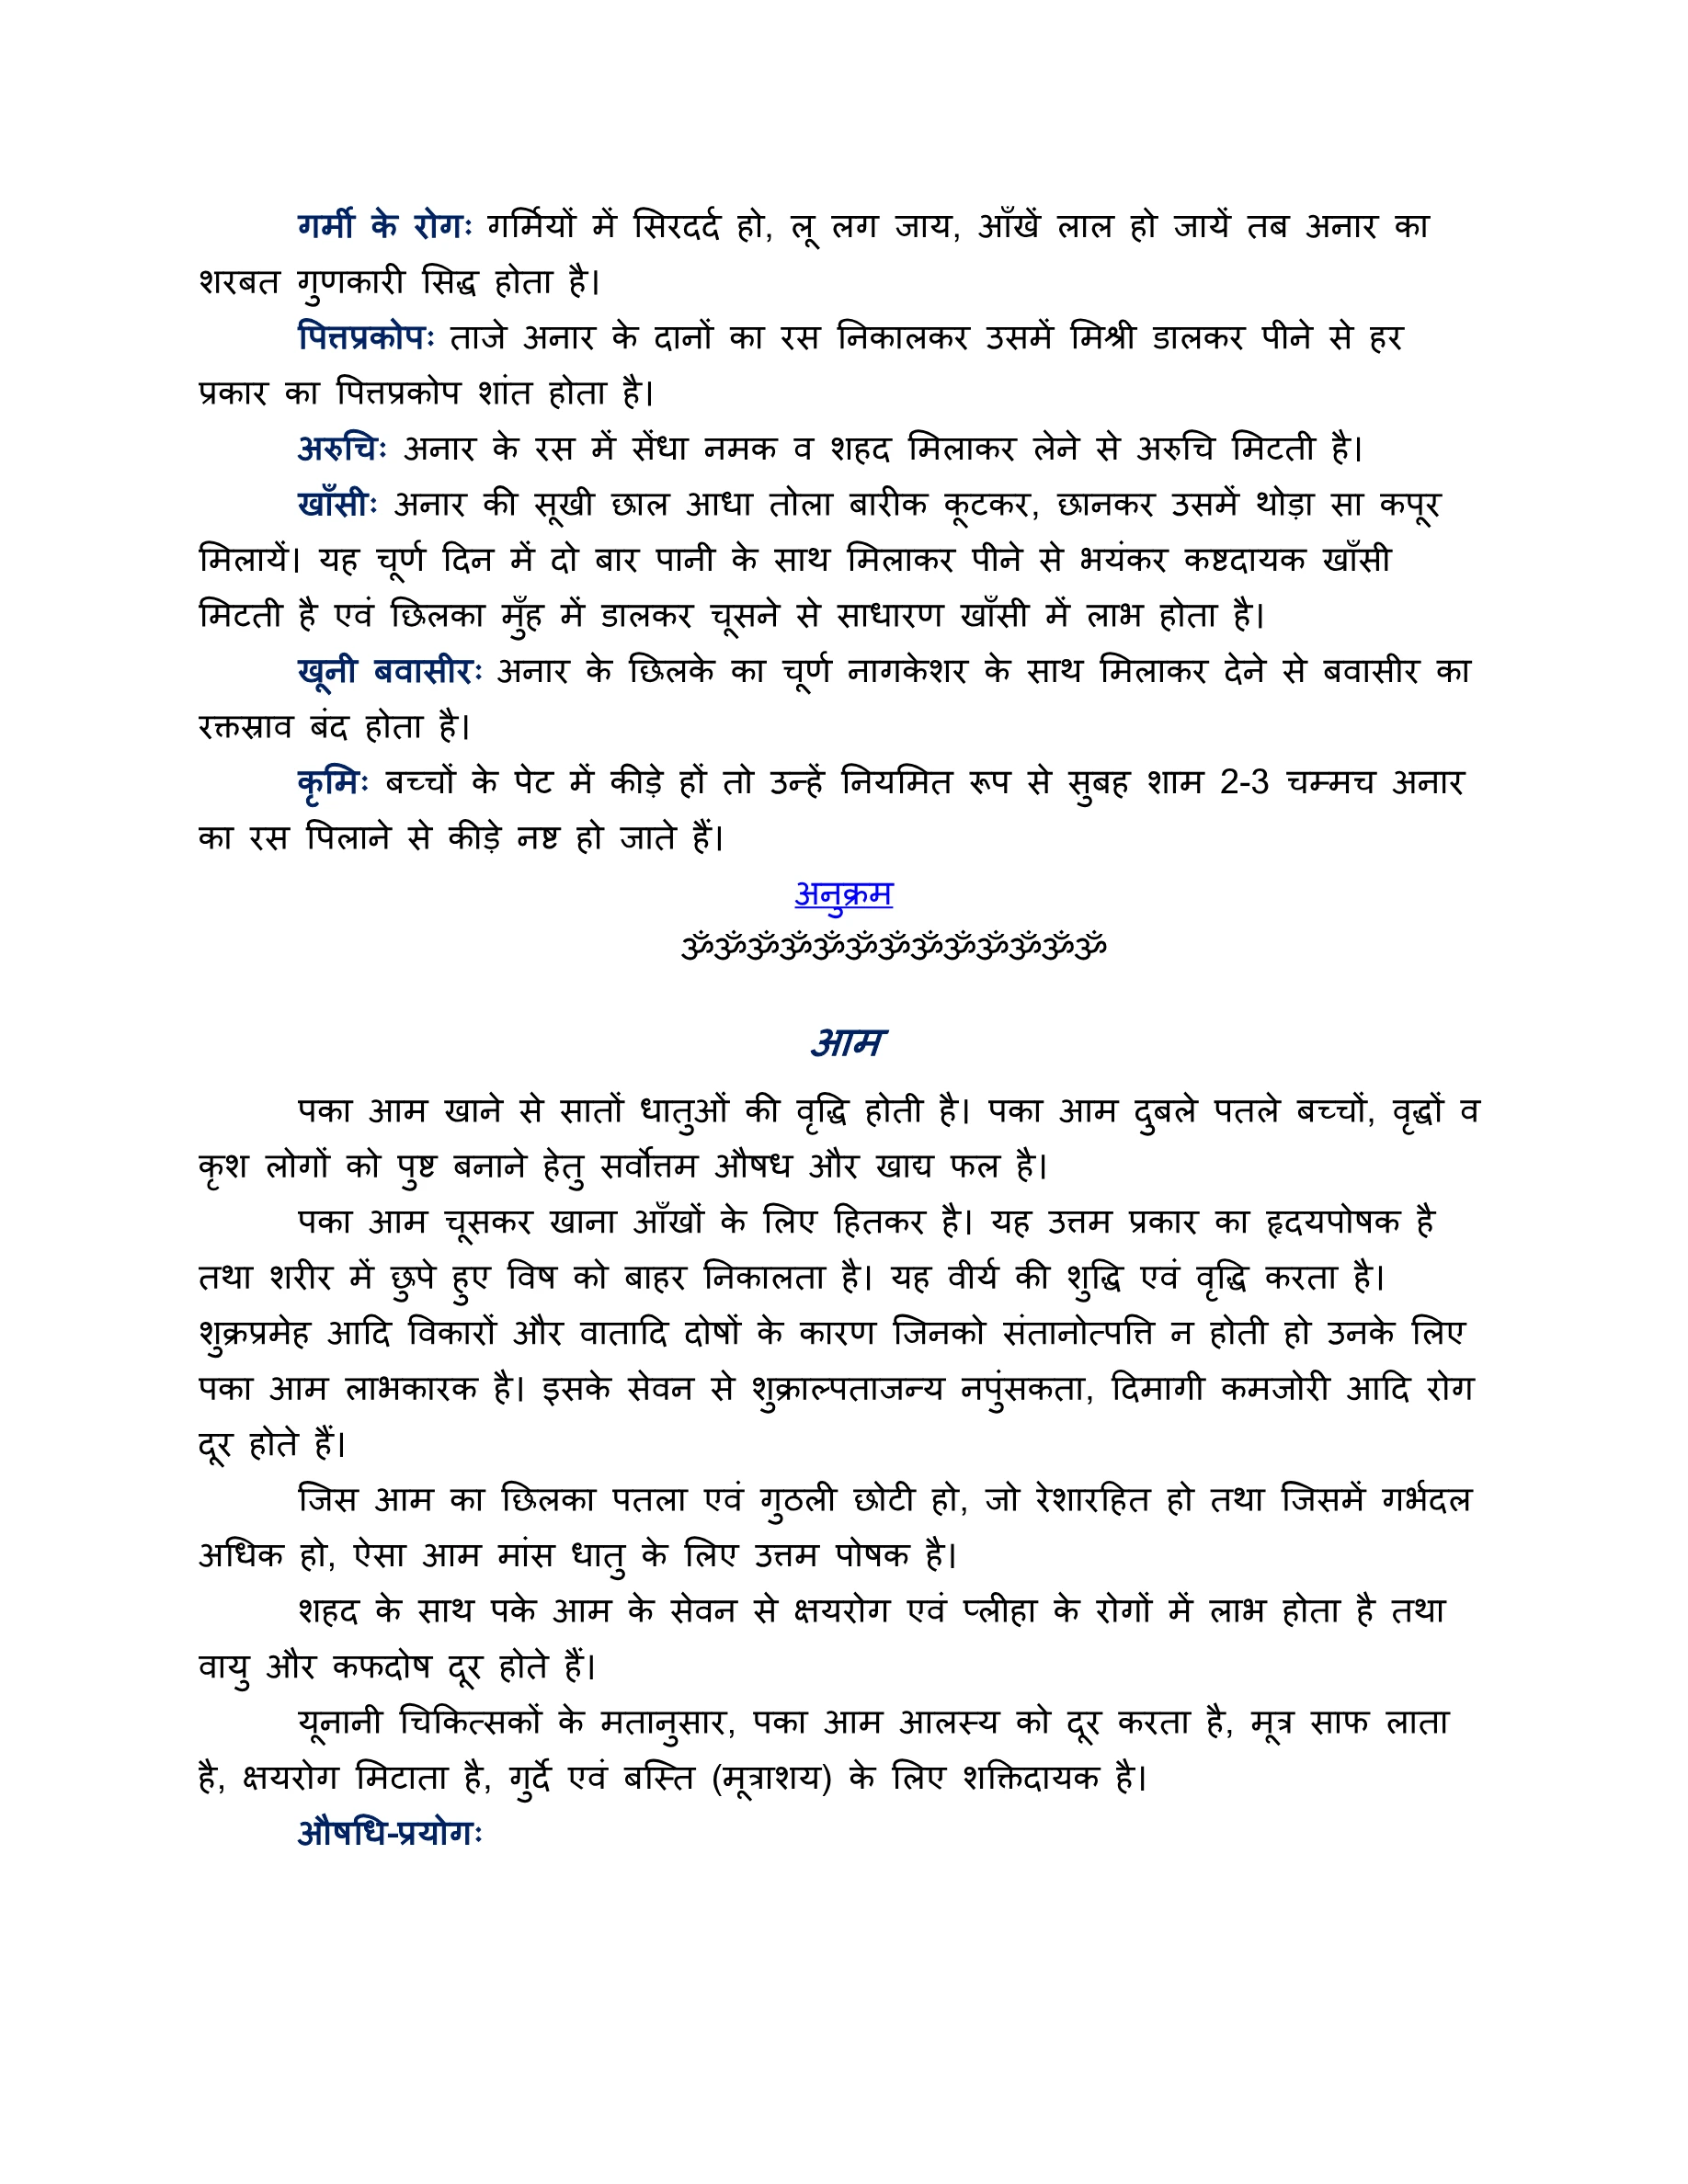 गर्मी के रोगः गर्मियों में सिरदर्द हो, लू लग जाय, आँखें लाल हो जायें तब अनार का
शरबत गुणकारी सिद्ध होता है।
पित्तप्रकोपः ताजे अनार के दानों का रस निकालकर उसमें मिश्री डालकर पीने से हर
प्रकार का पित्तप्रकोप शांत होता है।
अरुचिः अनार के रस में सेंधा नमक व शहद मिलाकर लेने से अरुचि मिटती है।
खाँसीः अनार की सूखी छाल आधा तोला बारीक कूटकर, छानकर उसमें थोड़ा सा कपूर
मिलायें। यह चूर्ण दिन में दो बार पानी के साथ मिलाकर पीने से भयंकर कष्टदायक खाँसी
मिटती है एवं छिलका मुँह में डालकर चूसने से साधारण खाँसी में लाभ होता है।
खूनी बवासीरः अनार के छिलके का चूर्ण नागकेशर के साथ मिलाकर देने से बवासीर का
रक्तस्राव बंद होता है।
कृमिः बच्चों के पेट में कीड़े हों तो उन्हें नियमित रूप से सुबह शाम 2-3 चम्मच अनार
का रस पिलाने से कीड़े नष्ट हो जाते हैं।
अनुक्रम
ॐॐॐॐॐॐॐॐॐॐॐॐॐ
आम
पका आम खाने से सातों धातुओं की वृद्धि होती है। पका आम दुबले पतले बच्चों, वृद्धों व
कृश लोगों को पुष्ट बनाने हेतु सर्वोत्तम औषध और खाद्य फल है।
पका आम चूसकर खाना आँखों के लिए हितकर है। यह उत्तम प्रकार का हृदयपोषक है
तथा शरीर में छुपे हुए विष को बाहर निकालता है। यह वीर्य की शुद्धि एवं वृद्धि करता है।
शुक्रप्रमेह आदि विकारों और वातादि दोषों के कारण जिनको संतानोत्पत्ति न होती हो उनके लिए
पका आम लाभकारक है। इसके सेवन से शुक्राल्पताजन्य नपुंसकता, दिमागी कमजोरी आदि रोग
दूर होते हैं।
जिस आम का छिलका पतला एवं गुठली छोटी हो, जो रेशारहित हो तथा जिसमें गर्भदल
अधिक हो, ऐसा आम मांस धातु के लिए उत्तम पोषक है।
शहद के साथ पके आम के सेवन से क्षयरोग एवं प्लीहा के रोगों में लाभ होता है तथा
वायु और कफदोष दूर होते हैं।
यूनानी चिकित्सकों के मतानुसार, पका आम आलस्य को दूर करता है, मूत्र साफ लाता
है, क्षयरोग मिटाता है, गुर्दे एवं बस्ति (मूत्राशय) के लिए शक्तिदायक है।
औषधि-प्रयोगः